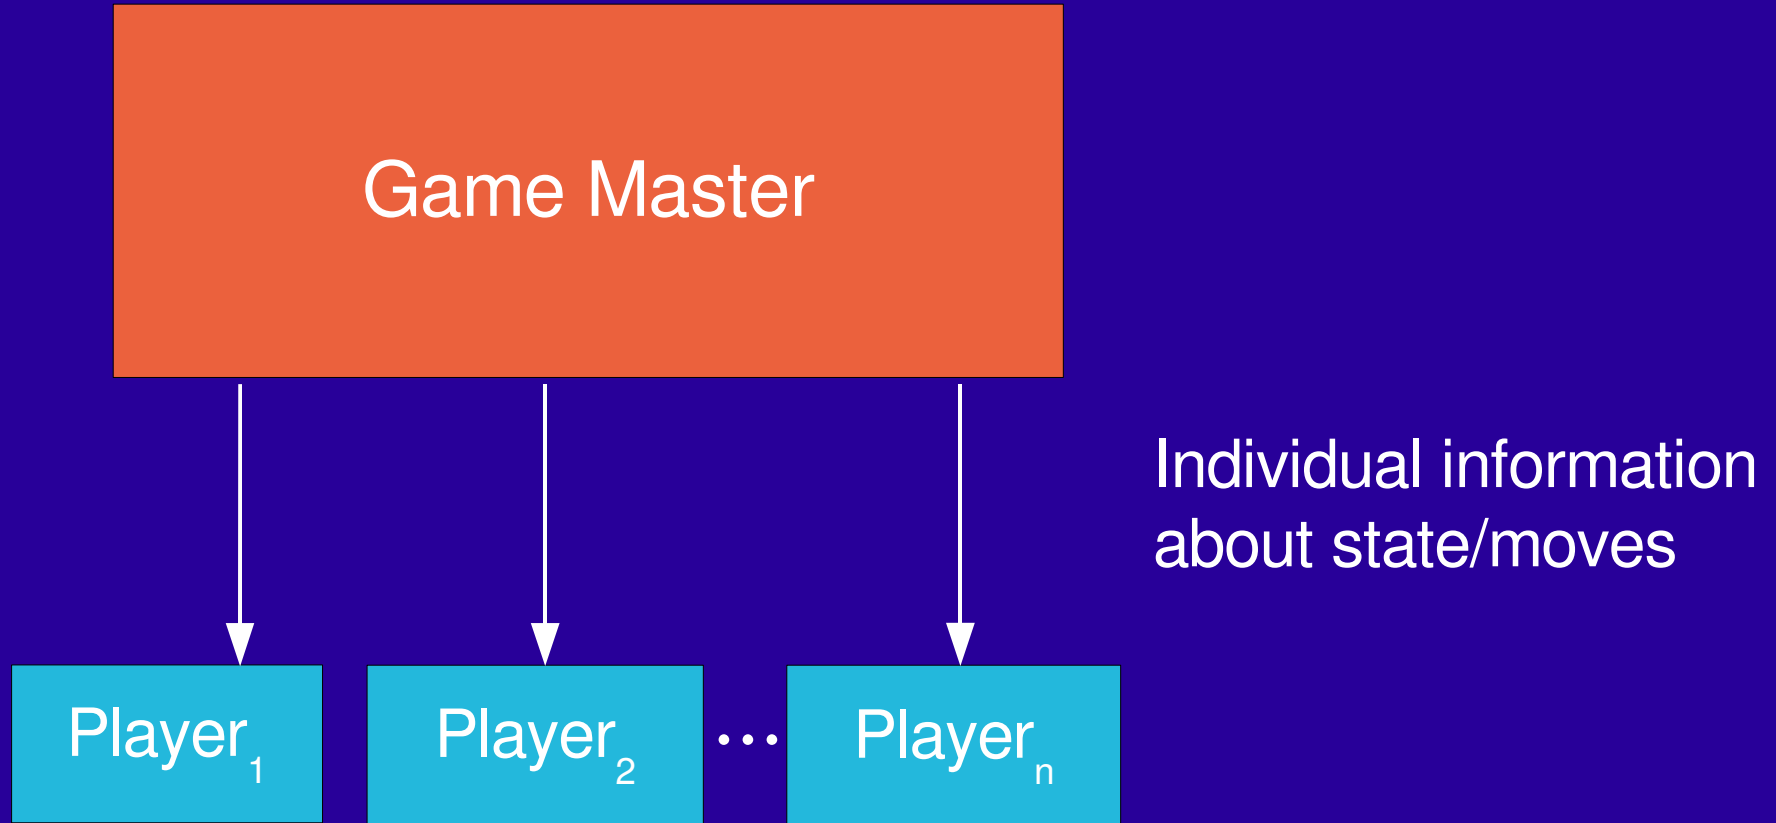 Game Master
Individual information
about state/moves
Player1
Player2
...
Playern